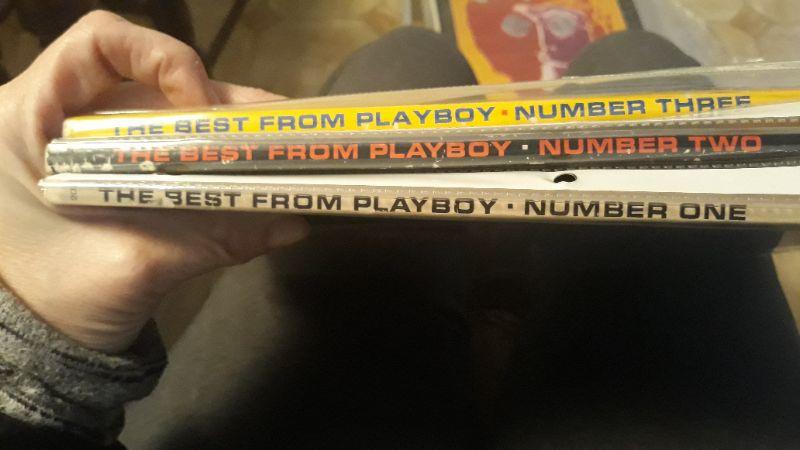 THE BEST FROM PLAYBOY · NUMBER THREE
THE BEST FROM PLAYBOY · NUMBER TWO
THE BEST FROM PLAYBOY · NUMBER ONE